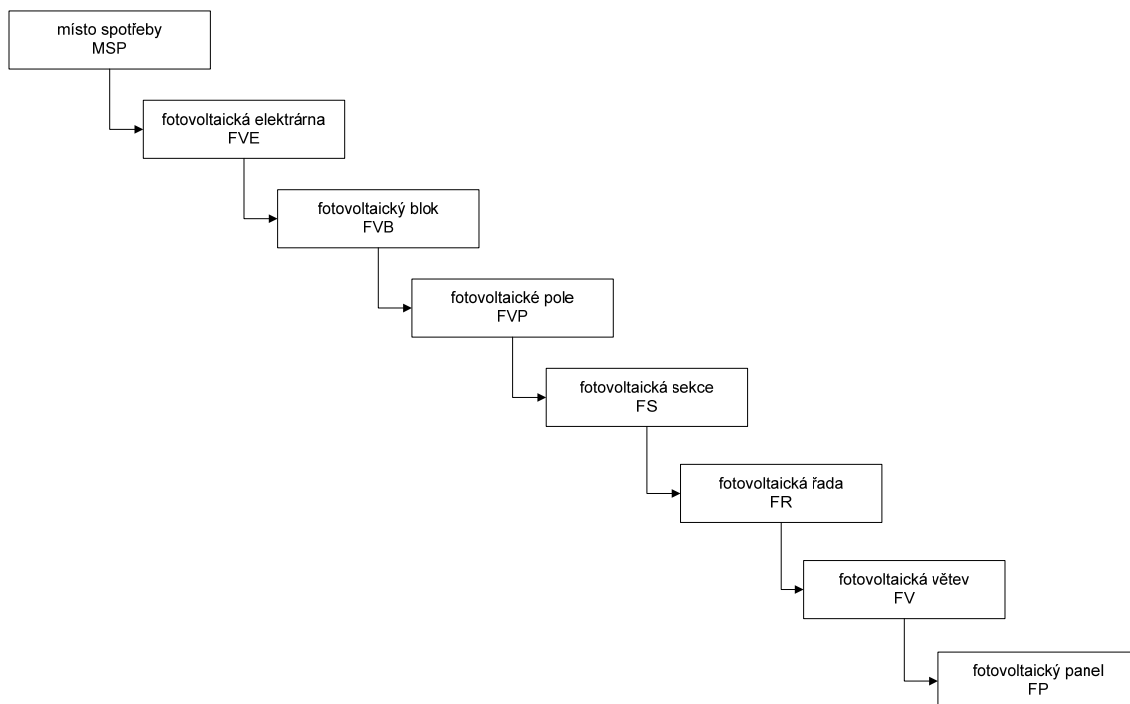 místo spotřeby
MSP
fotovoltaická elektrárna
FVE
fotovoltaický blok
FVB
fotovoltaické pole
FVP
fotovoltaická sekce
FS
fotovoltaická řada
FR
fotovoltaická větev
FV
fotovoltaický panel
FP